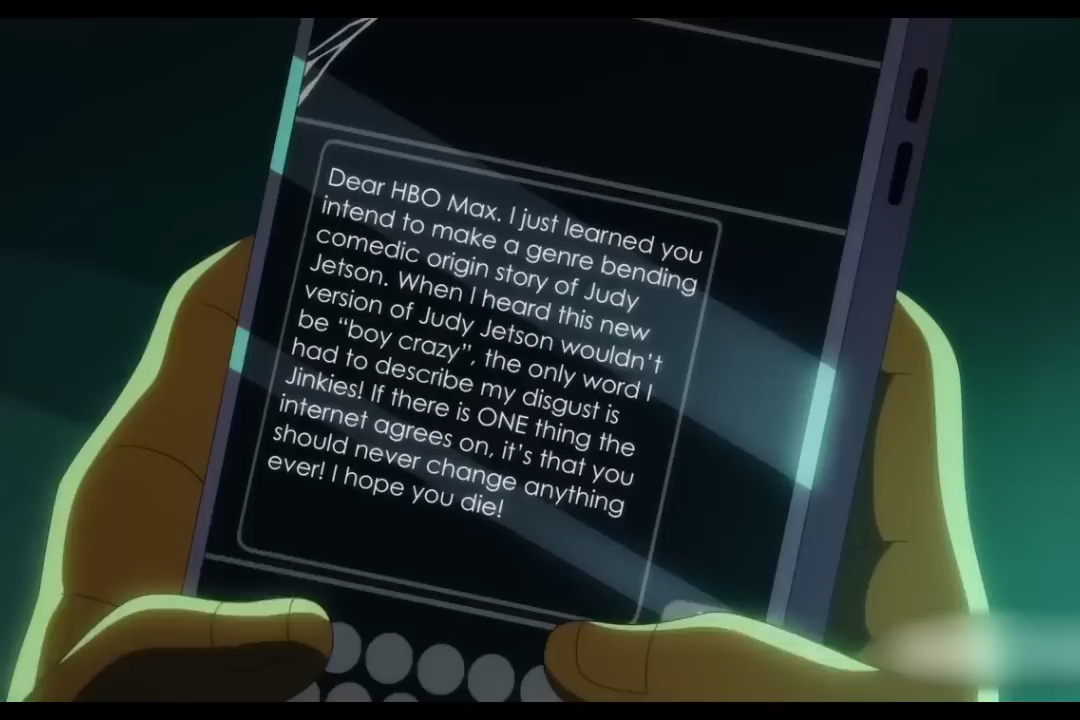 Dear HBO Max. I just learned you
intend to make a genre bending
comedic origin story of Judy
Jetson. When I heard this new
version of Judy Jetson wouldn't
be “boy crazy”, the only word I
had to describe my disgust is
Jinkies! If there is ONE thing the
internet agrees on, it's that you
should never change anything
ever! I hope you die!